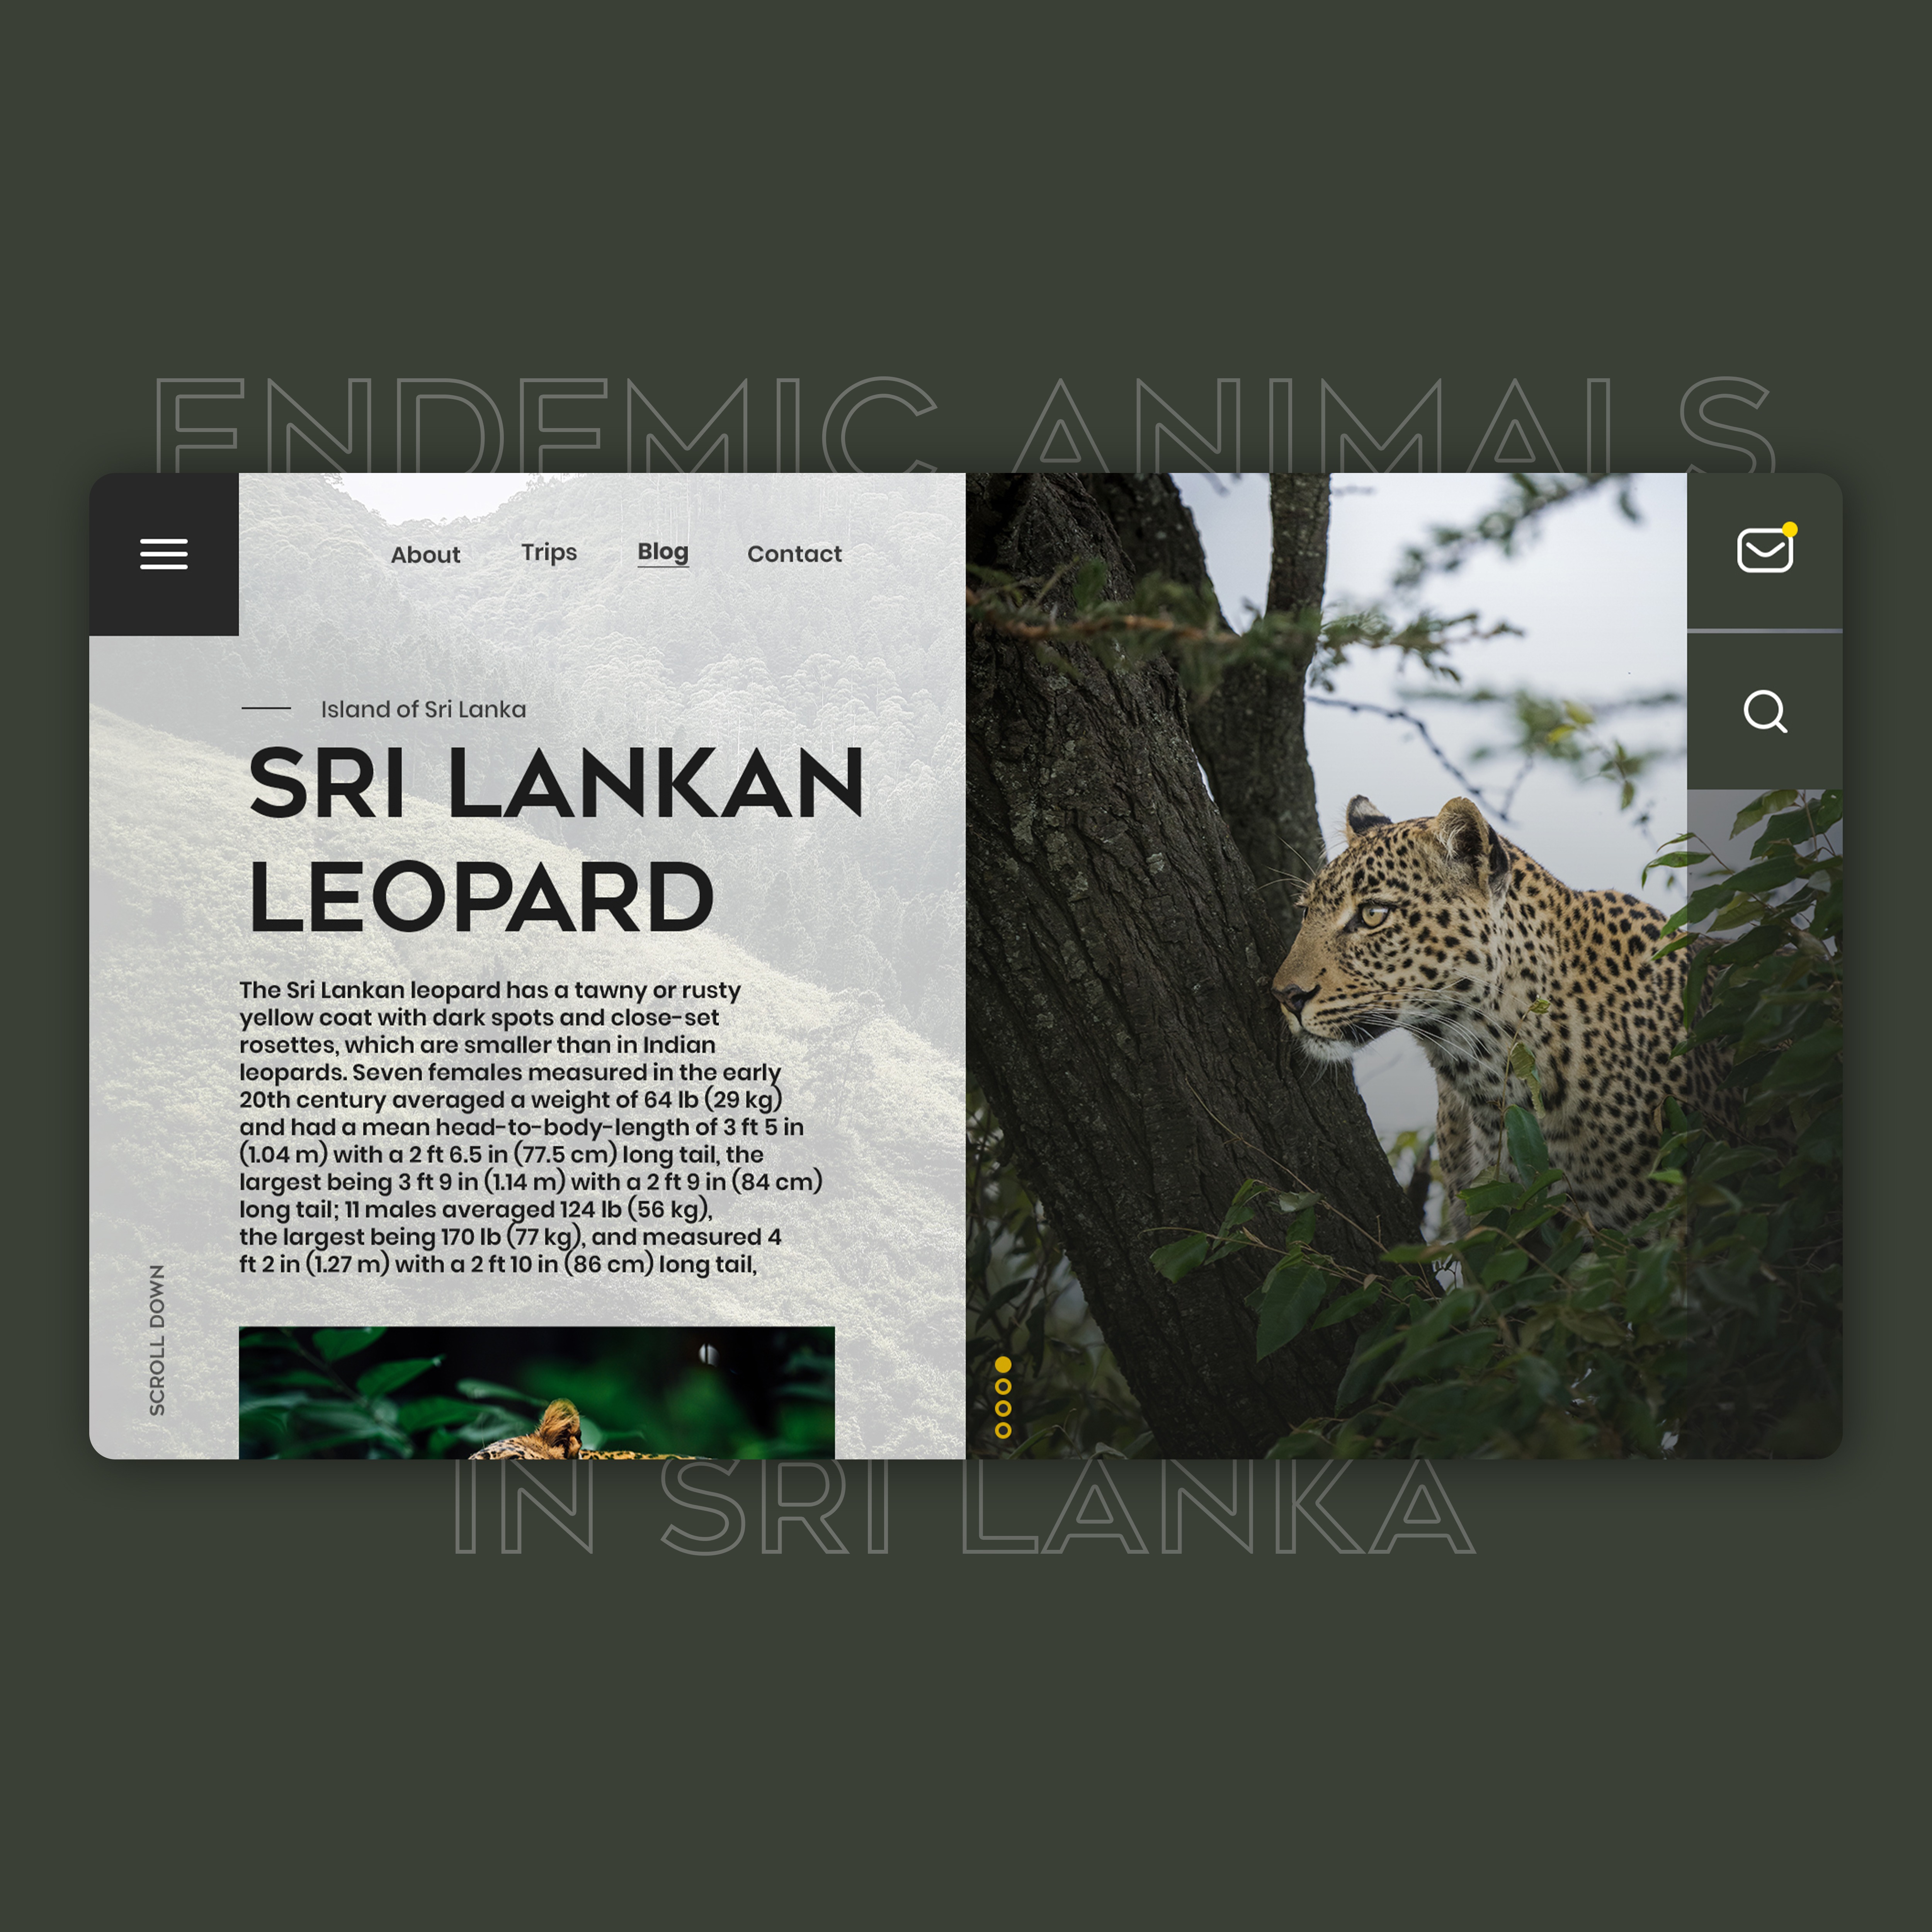 ENDEMIC ANIMALS
About Trips Blog Contact
Island of Sri Lanka
SRI LANKAN
LEOPARD
The Sri Lankan leopard has a tawny or rusty
yellow coat with dark spots and close-set
rosettes, which are smaller than in Indian
leopards. Seven females measured in the early
20th century averaged a weight of 64 lb (29 kg)
and had a mean head-to-body-length of 3 ft 5 in
(1.04 m) with a 2 ft 6.5 in (77.5 cm) long tail, the
largest being 3 ft 9 in (1.14 m) with a 2 ft 9 in (84 cm)
long tail; 11 males averaged 124 lb (56 kg),
the largest being 170 lb (77 kg), and measured 4
ft 2 in (1.27 m) with a 2 ft 10 in (86 cm) long tail,
SCROLL DOWN
IN SRI LANKA